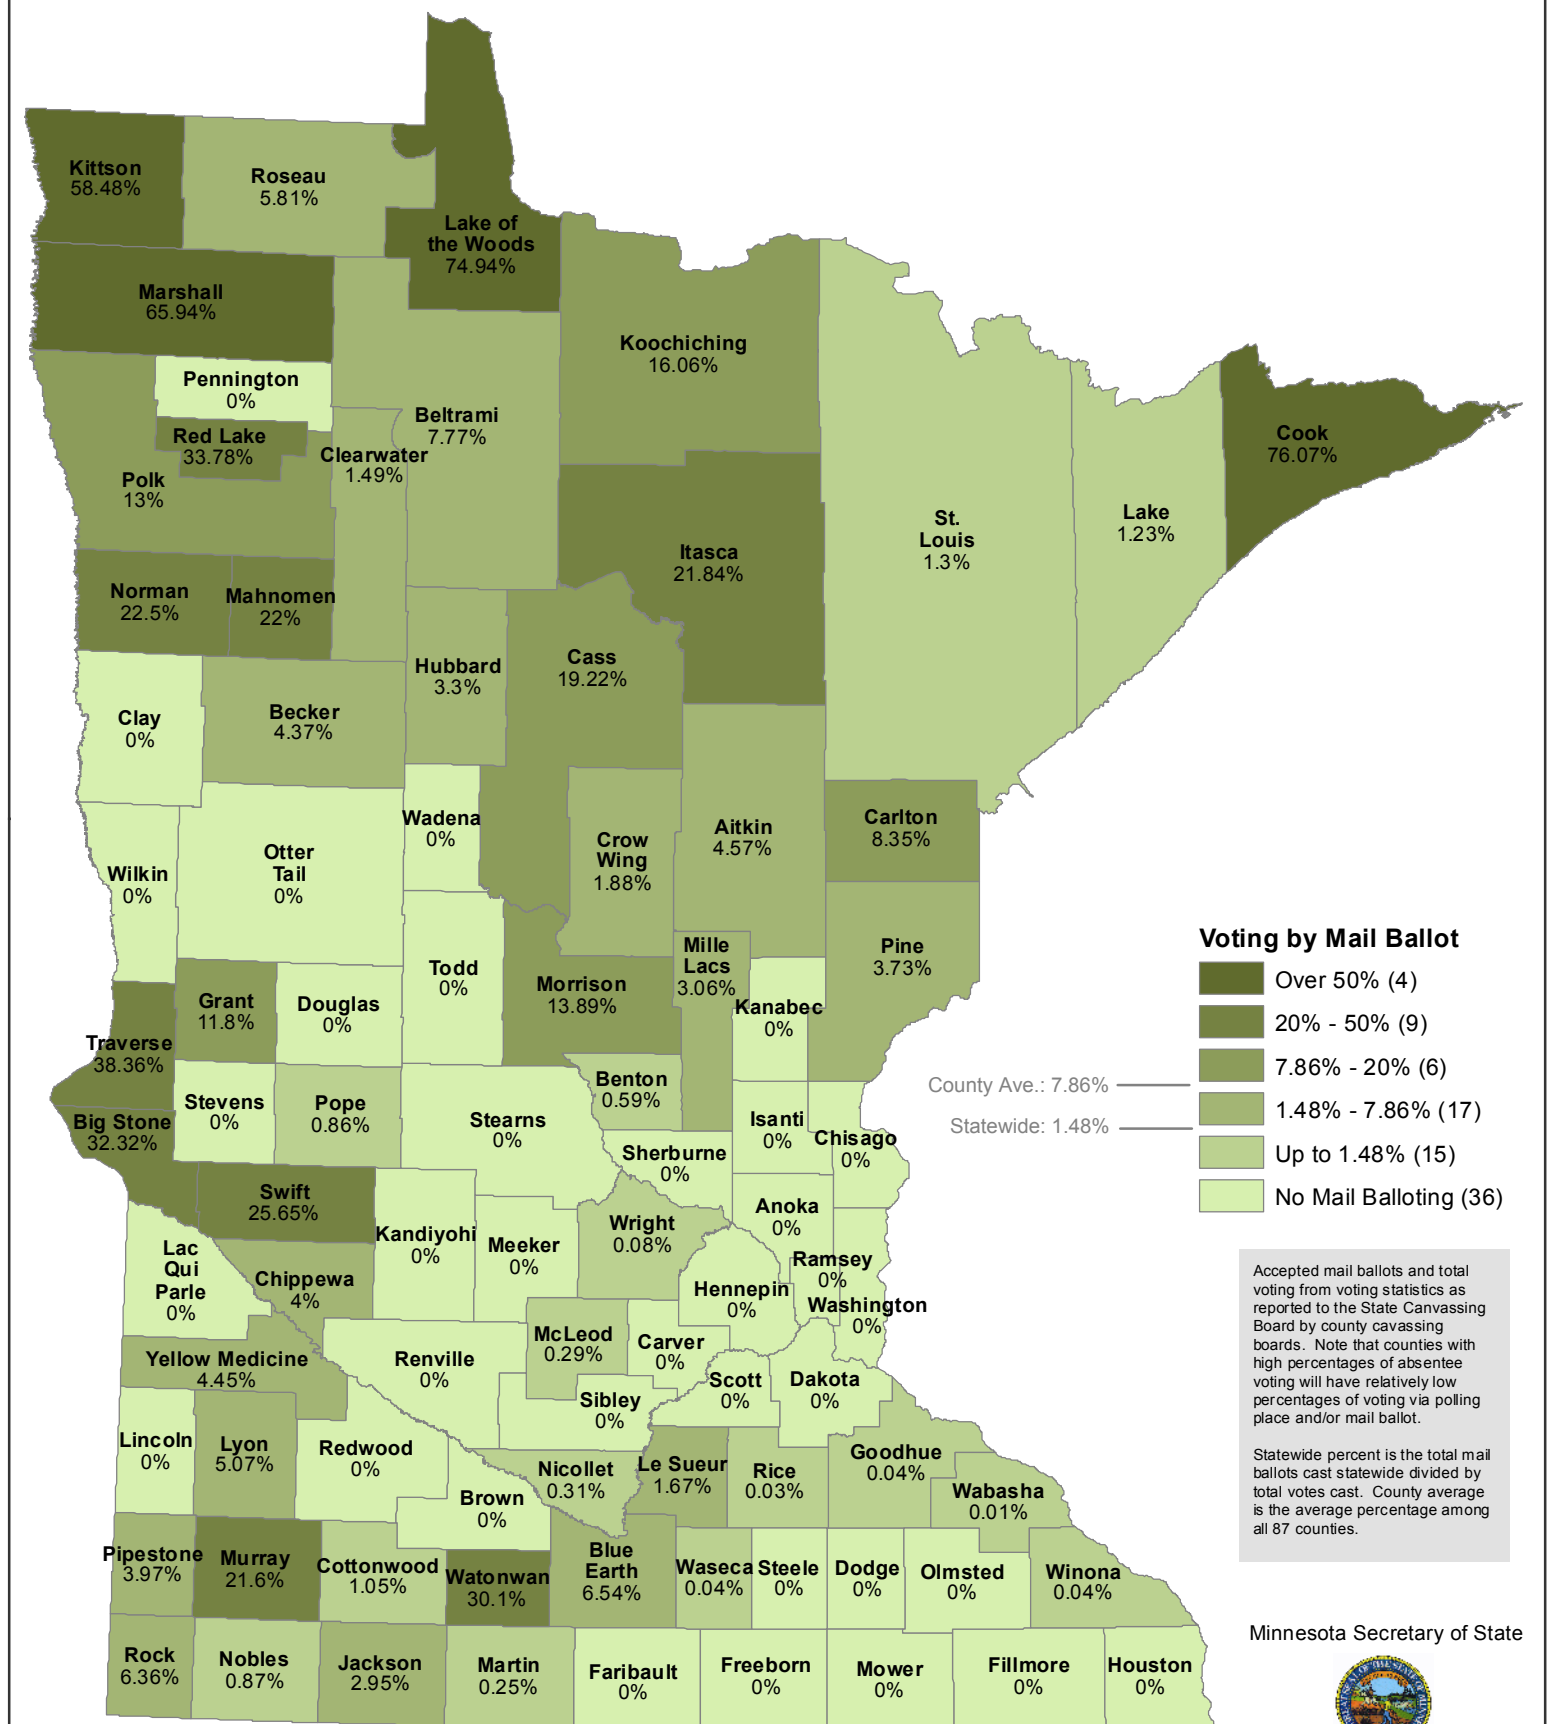 Kittson
58.48%
Roseau
5.81%
Lake of
the Woods
74.94%
Marshall
65.94%
Koochiching
16.06%
Pennington
0%
Beltrami
7.77%
Red Lake
33.78%
Clearwater
1.49%
Polk
13%
Cook
76.07%
Lake
1.23%
St.
Louis
1.3%
Itasca
21.84%
Norman
22.5%
Mahnomen
22%
Hubbard
3.3%
Cass
19.22%
Clay
0%
Becker
4.37%
Wadena
0%
Crow
Wing
1.88%
Aitkin
4.57%
Carlton
8.35%
Wilkin
0%
Otter
Tail
0%
Todd
0%
Morrison
13.89%
Mille
Lacs
3.06%
Kanabec
0%
Pine
3.73%
Grant
11.8%
Douglas
0%
Traverse
38.36%
Big Stone
32.32%
Stevens
0%
Pope
0.86%
Stearns
0%
Benton
0.59%
Isanti
0%
Chisago
0%
Sherburne
0%
Swift
25.65%
Kandiyohi
0%
Meeker
0%
Wright
0.08%
Anoka
0%
Ramsey
0%
Washington
0%
Hennepin
0%
Lac
Qui
Parle
0%
Chippewa
4%
McLeod
0.29%
Carver
0%
Yellow Medicine
4.45%
Renville
0%
Scott
0%
Dakota
0%
Sibley
0%
Lincoln
0%
Lyon
5.07%
Redwood
0%
Nicollet
0.31%
Le Sueur
1.67%
Rice
0.03%
Goodhue
0.04%
Wabasha
0.01%
Brown
0%
Pipestone
3.97%
Murray
21.6%
Cottonwood
1.05%
Watonwan
30.1%
Blue
Earth
6.54%
Waseca
0.04%
Steele
0%
Dodge
0%
Olmsted
0%
Winona
0.04%
Rock
6.36%
Nobles
0.87%
Jackson
2.95%
Martin
0.25%
Faribault
0%
Freeborn
0%
Mower
0%
Fillmore
0%
Houston
0%
Voting by Mail Ballot
Over 50% (4)
20% - 50% (9)
7.86% - 20% (6)
1.48% - 7.86% (17)
Up to 1.48% (15)
No Mail Balloting (36)
County Ave.: 7.86%
Statewide: 1.48%
Accepted mail ballots and total
voting from voting statistics as
reported to the State Canvassing
Board by county cavassing
boards. Note that counties with
high percentages of absentee
voting will have relatively low
percentages of voting via polling
place and/or mail ballot.
Statewide percent is the total mail
ballots cast statewide divided by
total votes cast. County average
is the average percentage among
all 87 counties.
Minnesota Secretary of State